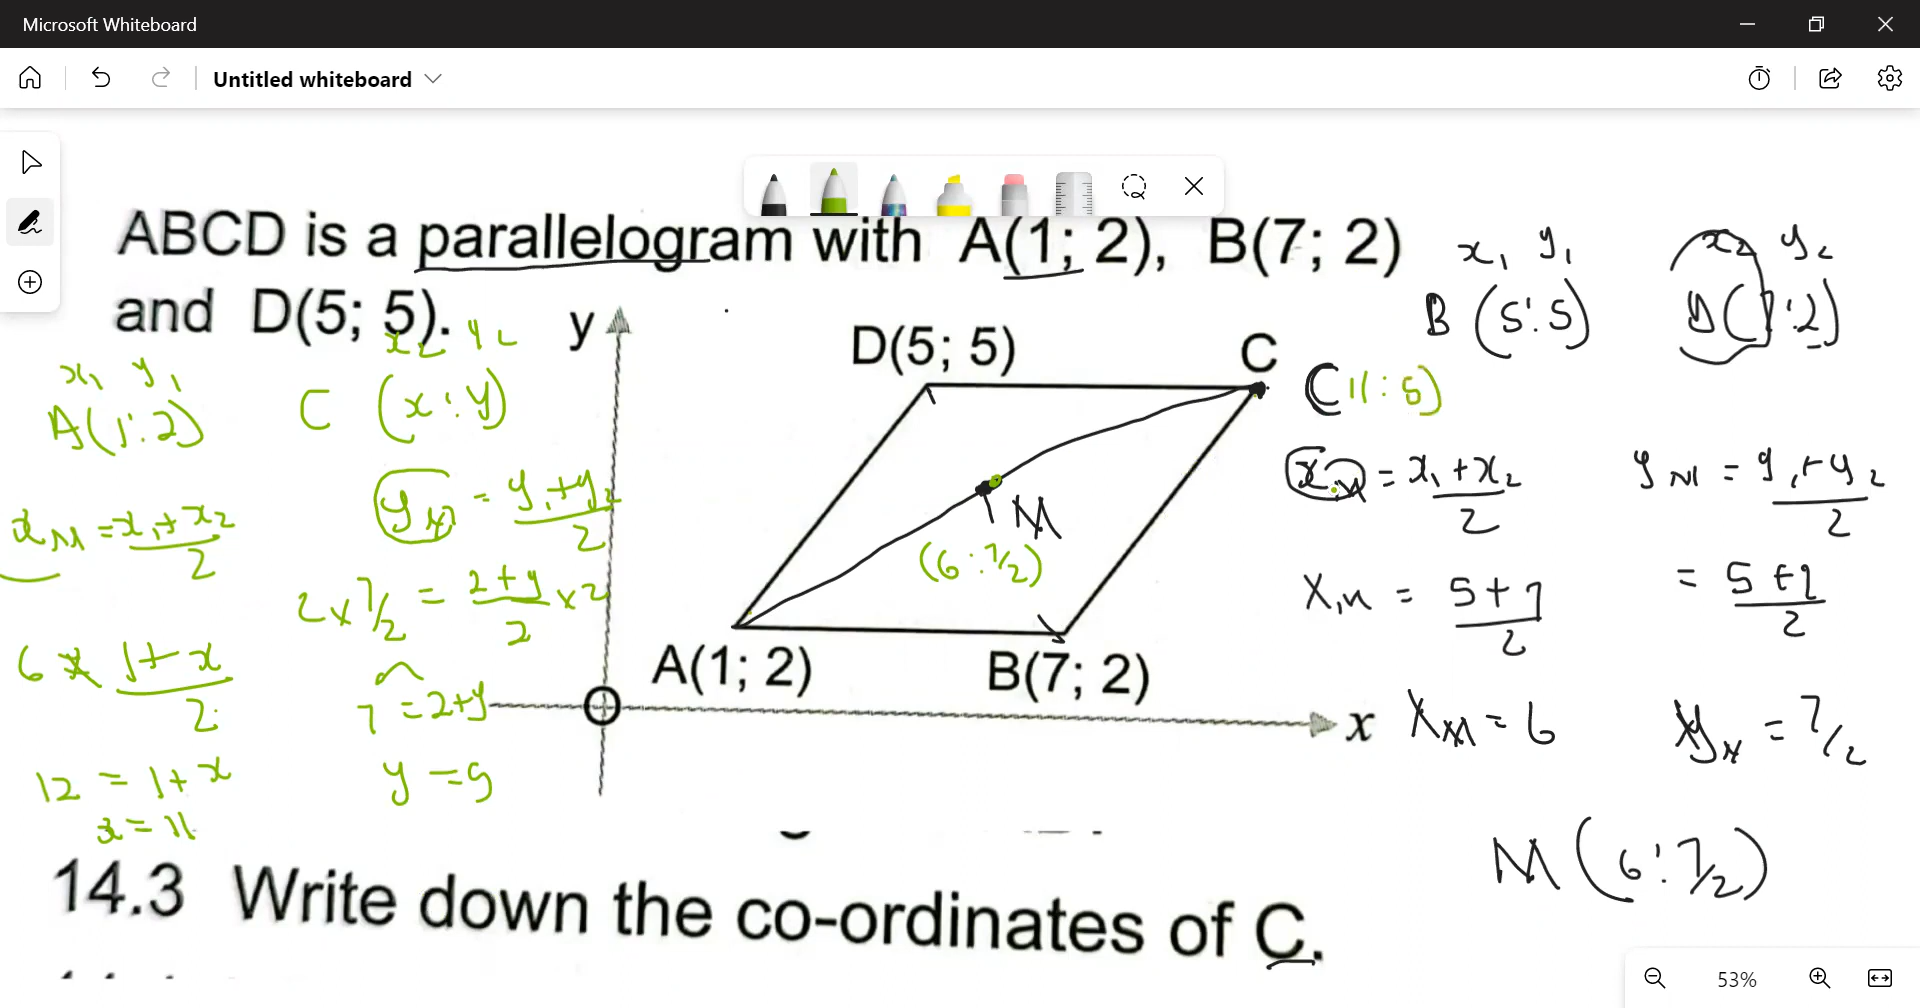 Microsoft Whiteboard
Untitled whiteboard
ABCD is a parallelogram with A(1; 2), B(7; 2)
and D(5; 5).
y
D(5; 5)
C
M
(6 ; 7/2)
A(1; 2)
B(7; 2)
O
x
x₁ y₁
A(1;2)
x₂ y₂
C (x;y)
xM = x₁+x₂/2
yM = y₁+y₂/2
2×7/2 = 2+y/2 ×2
1+x/2
7 = 2+y
12 = 1+x
x = 11
y = 5
x₁ y₁
B (5;5)
x₂ y₂
C(11;5)
xM = x₁+x₂/2
yM = y₁+y₂/2
XM = 5+7/2
= 5+2/2
XM = 6
yM = 7/2
M(6;7/2)
14.3 Write down the co-ordinates of C.
53%